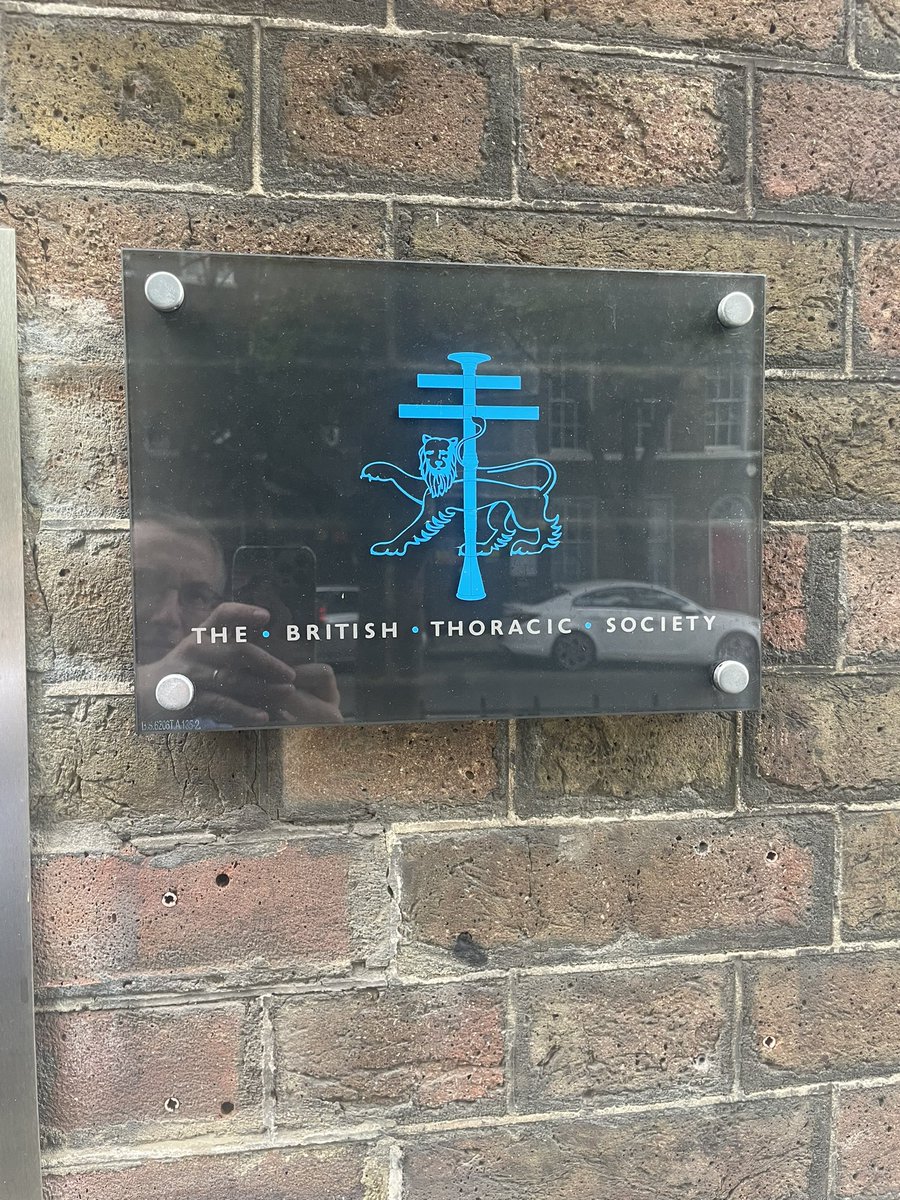 THE • BRITISH • THORACIC • SOCIETY